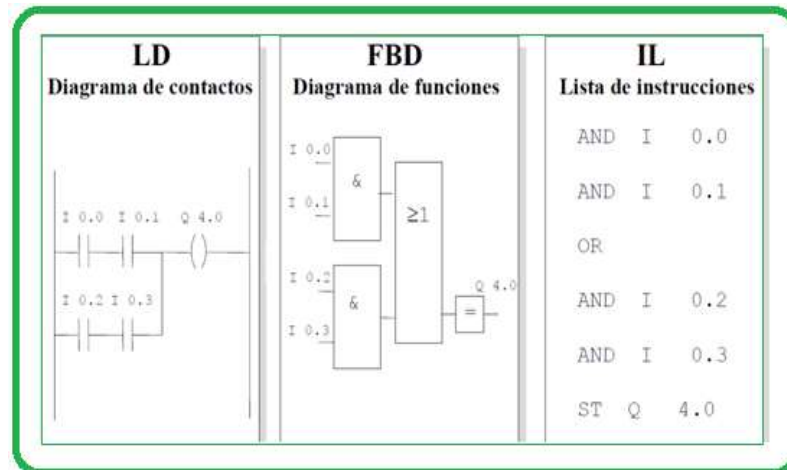 LD
Diagrama de contactos
I 0.0 I 0.1 Q 4.0
I 0.2 I 0.3
FBD
Diagrama de funciones
I 0.0
&
I 0.1
≥1
I 0.2
&
Q 4.0
=
I 0.3
IL
Lista de instrucciones
AND I 0.0
AND I 0.1
OR
AND I 0.2
AND I 0.3
ST Q 4.0